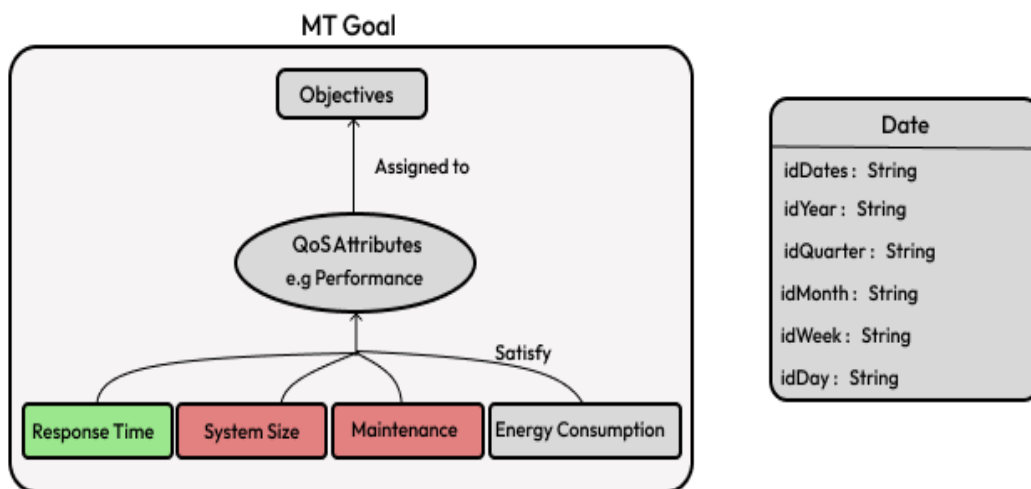 MT Goal
Objectives
Assigned to
QoS Attributes
e.g Performance
Satisfy
Response Time
System Size
Maintenance
Energy Consumption
Date
idDates : String
idYear : String
idQuarter : String
idMonth : String
idWeek : String
idDay : String